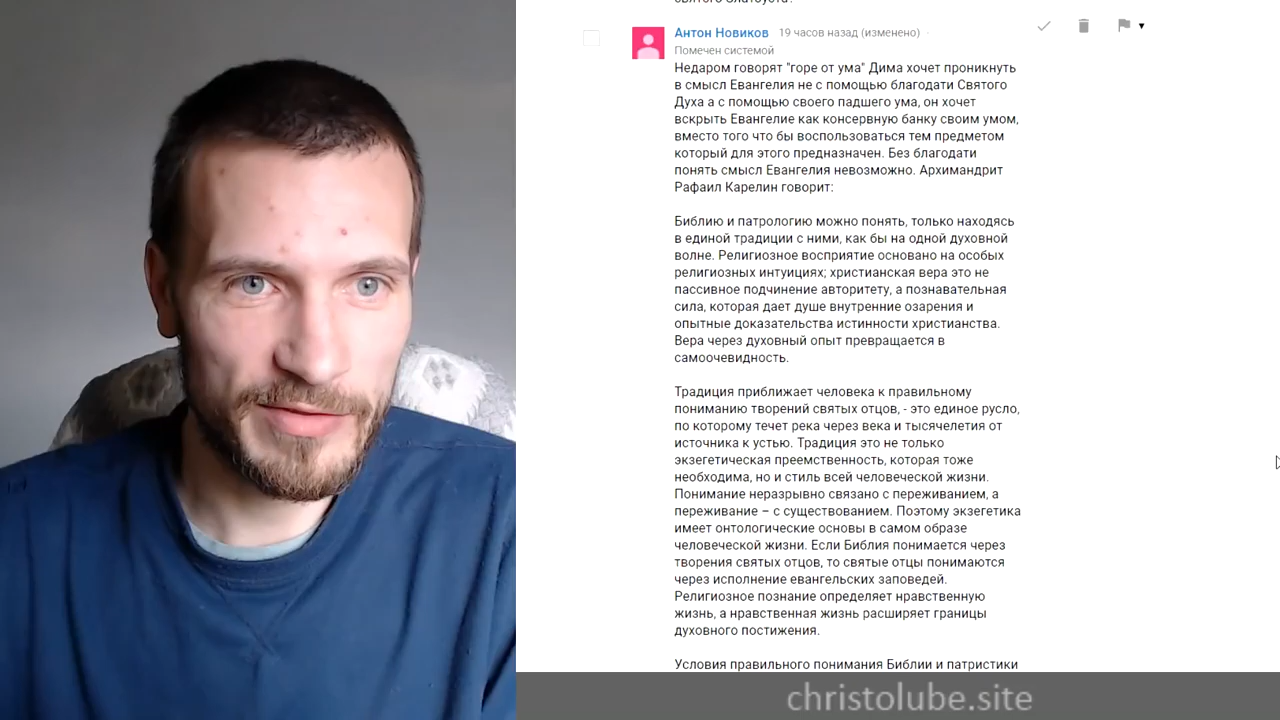 Антон Новиков 19 часов назад (изменено) ·
Помечен системой
Недаром говорят "горе от ума" Дима хочет проникнуть
в смысл Евангелия не с помощью благодати Святого
Духа а с помощью своего падшего ума, он хочет
вскрыть Евангелие как консервную банку своим умом,
вместо того что бы воспользоваться тем предметом
который для этого предназначен. Без благодати
понять смысл Евангелия невозможно. Архимандрит
Рафаил Карелин говорит:
Библию и патрологию можно понять, только находясь
в единой традиции с ними, как бы на одной духовной
волне. Религиозное восприятие основано на особых
религиозных интуициях; христианская вера это не
пассивное подчинение авторитету, а познавательная
сила, которая дает душе внутренние озарения и
опытные доказательства истинности христианства.
Вера через духовный опыт превращается в
самоочевидность.
Традиция приближает человека к правильному
пониманию творений святых отцов, - это единое русло,
по которому течет река через века и тысячелетия от
источника к устью. Традиция это не только
экзегетическая преемственность, которая тоже
необходима, но и стиль всей человеческой жизни.
Понимание неразрывно связано с переживанием, а
переживание – с существованием. Поэтому экзегетика
имеет онтологические основы в самом образе
человеческой жизни. Если Библия понимается через
творения святых отцов, то святые отцы понимаются
через исполнение евангельских заповедей.
Религиозное познание определяет нравственную
жизнь, а нравственная жизнь расширяет границы
духовного постижения.
Условия правильного понимания Библии и патристики
christolube.site